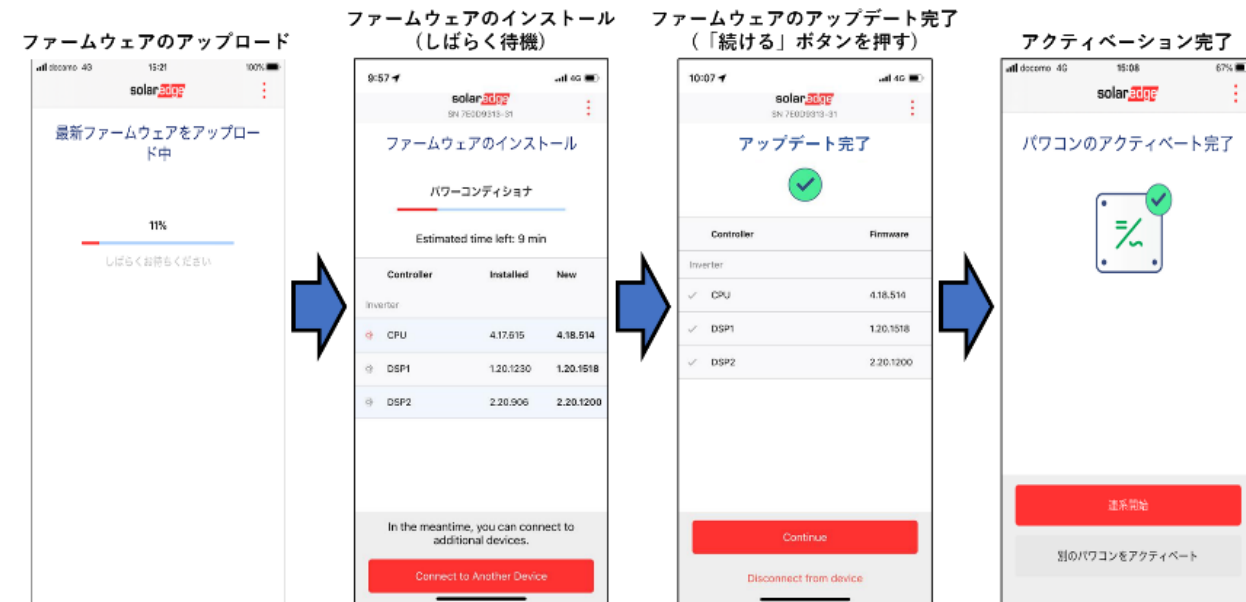 ファームウェアのアップロード
docomo 4G 15:21 100%
solaredge
最新ファームウェアをアップロー
ド中
11%
しばらくお待ちください
ファームウェアのインストール
(しばらく待機)
9:57 4G
solaredge
SN 7E0D9313-31
ファームウェアのインストール
パワーコンディショナ
Estimated time left: 9 min
Controller Installed New
Inverter
CPU 4.17.615 4.18.514
DSP1 1.20.1230 1.20.1518
DSP2 2.20.906 2.20.1200
In the meantime, you can connect to
additional devices.
Connect to Another Device
ファームウェアのアップデート完了
(「続ける」ボタンを押す)
10:07 4G
solaredge
SN 7E0D9313-31
アップデート完了
Controller Firmware
Inverter
CPU 4.18.514
DSP1 1.20.1518
DSP2 2.20.1200
Continue
Disconnect from device
アクティベーション完了
docomo 4G 15:08 67%
solaredge
パワコンのアクティベート完了
連系開始
別のパワコンをアクティベート